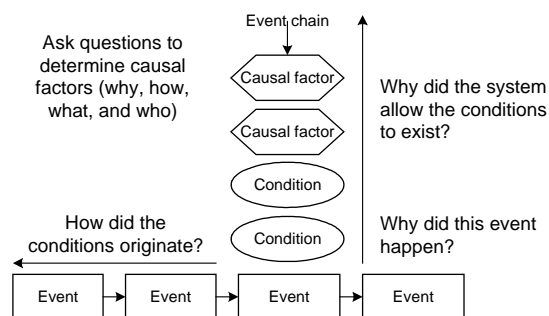 Event chain
Ask questions to
determine causal
factors (why, how,
what, and who)
Causal factor
Causal factor
Why did the system
allow the conditions
to exist?
Condition
How did the
conditions originate?
Condition
Why did this event
happen?
Event
Event
Event
Event